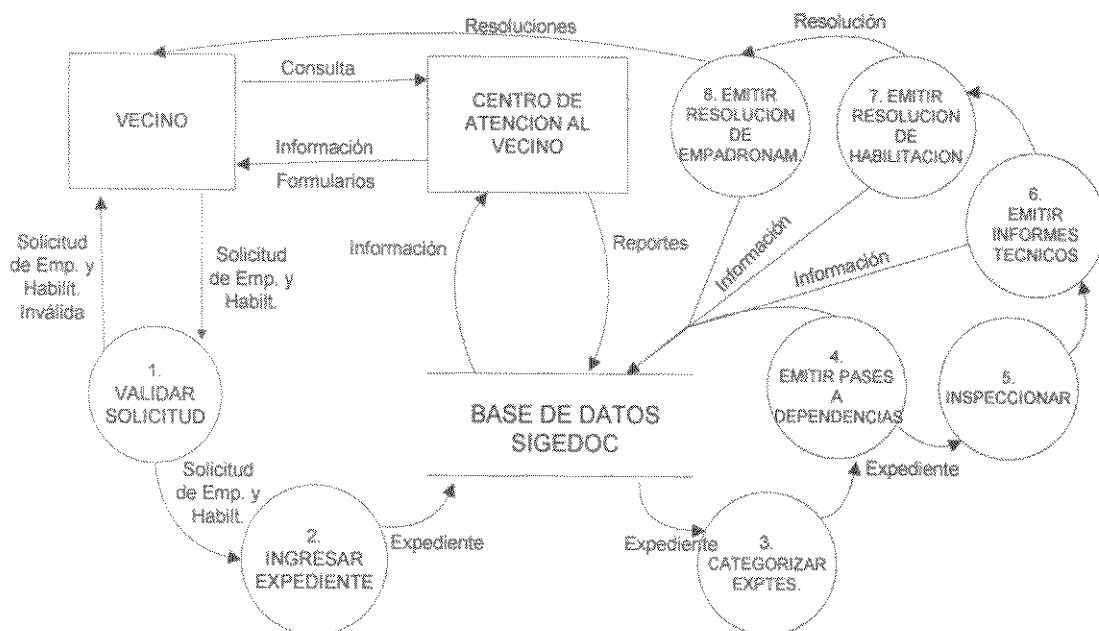 Resoluciones
Resolución
Consulta
VECINO
CENTRO DE
ATENCION AL
VECINO
8. EMITIR
RESOLUCION
DE
EMPADRONAM.
7. EMITIR
RESOLUCION
DE
HABILITACION
Información
Formularios
6.
EMITIR
INFORMES
TECNICOS
Solicitud
de Emp. y
Habilit.
Inválida
Solicitud
de Emp. y
Habilt.
Información
Reportes
Información
Información
1.
VALIDAR
SOLICITUD
BASE DE DATOS
SIGEDOC
4.
EMITIR PASES
A
DEPENDENCIAS
5.
INSPECCIONAR
Solicitud
de Emp. y
Habilt.
Expediente
2.
INGRESAR
EXPEDIENTE
Expediente
Expediente
3.
CATEGORIZAR
EXPTES.